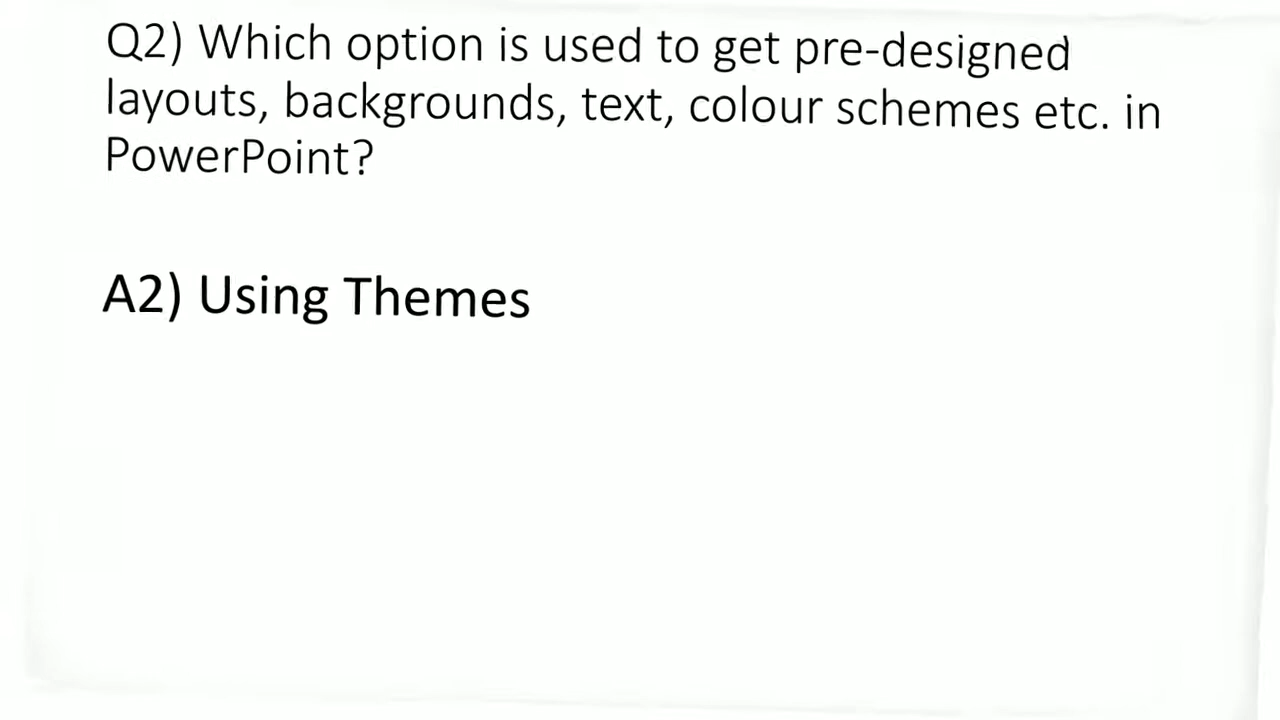 Q2) Which option is used to get pre-designed
layouts, backgrounds, text, colour schemes etc. in
PowerPoint?
A2) Using Themes